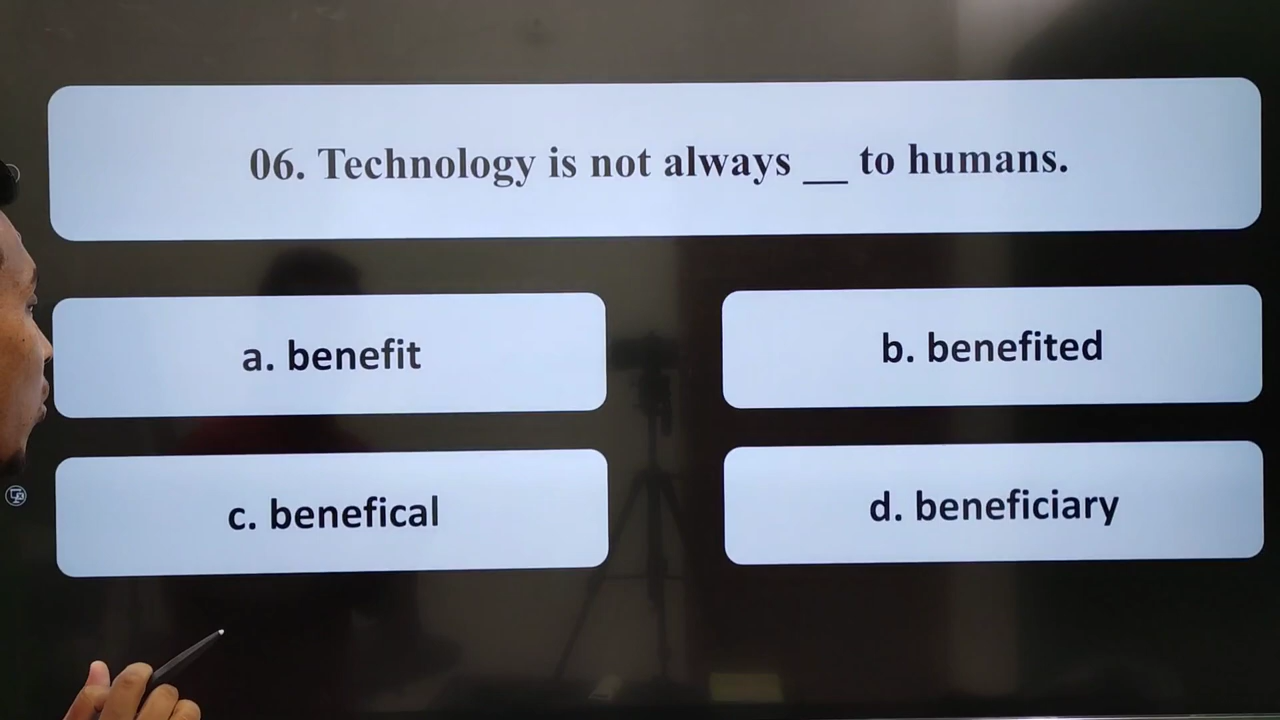 06. Technology is not always __ to humans.
a. benefit
b. benefited
c. benefical
d. beneficiary